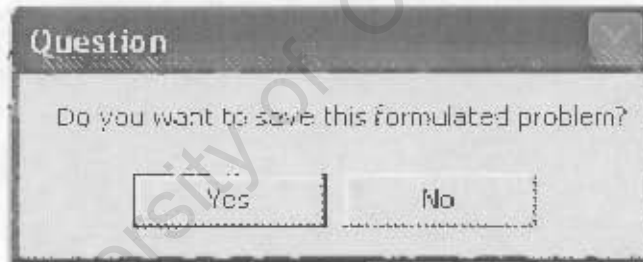 Question
Do you want to save this formulated problem?
Yes
No